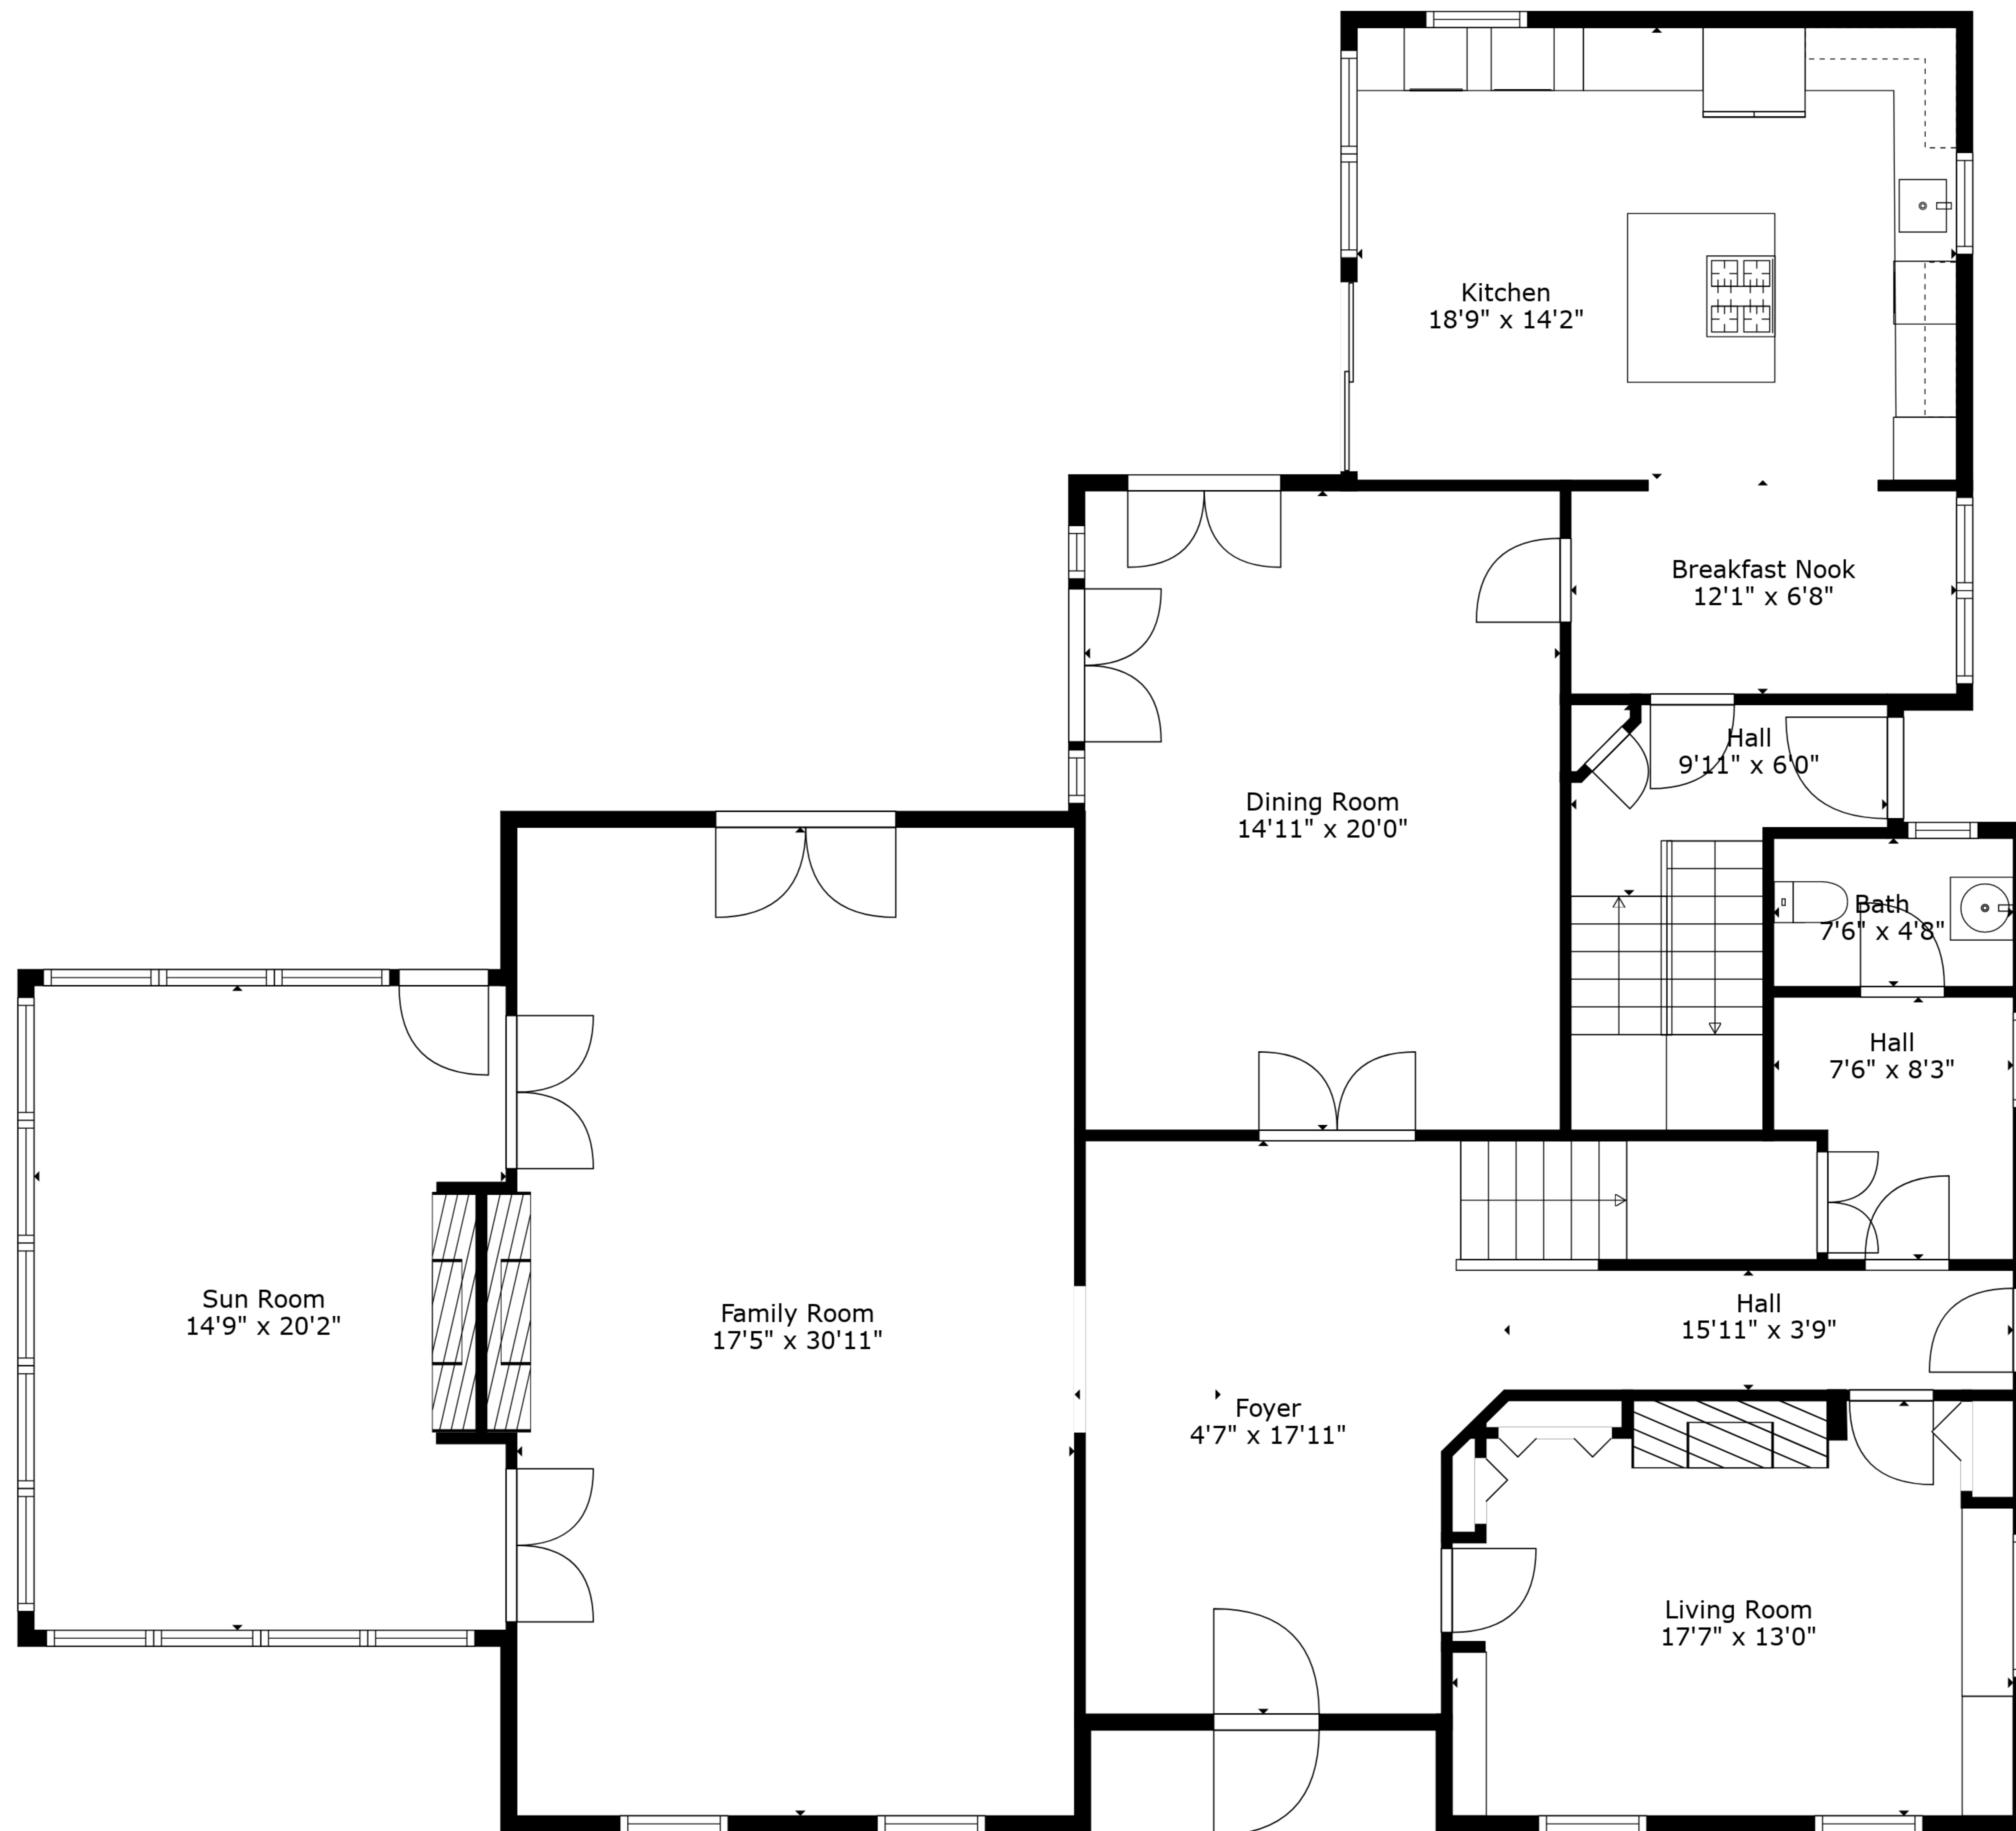 Kitchen
18'9" x 14'2"
Breakfast Nook
12'1" x 6'8"
Hall
9'11" x 6'0"
Dining Room
14'11" x 20'0"
Bath
7'6" x 4'8"
Hall
7'6" x 8'3"
Sun Room
14'9" x 20'2"
Family Room
17'5" x 30'11"
Hall
15'11" x 3'9"
Foyer
4'7" x 17'11"
Living Room
17'7" x 13'0"